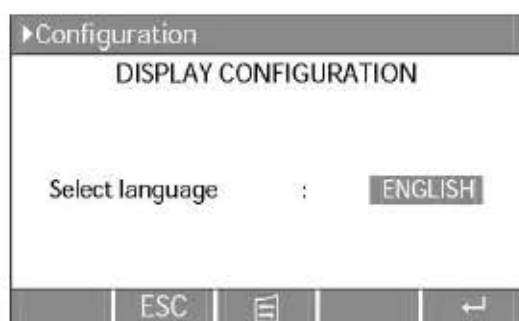 Configuration
DISPLAY CONFIGURATION
Select language : ENGLISH
ESC